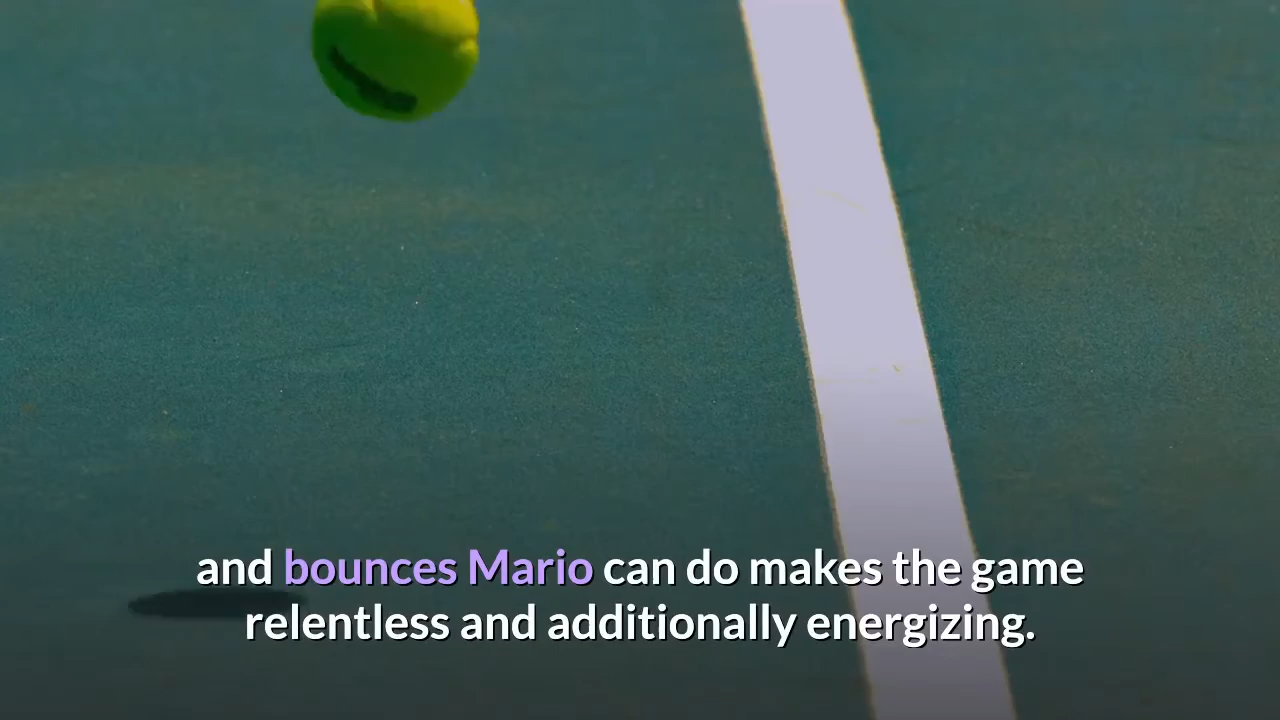 and bounces Mario can do makes the game
relentless and additionally energizing.